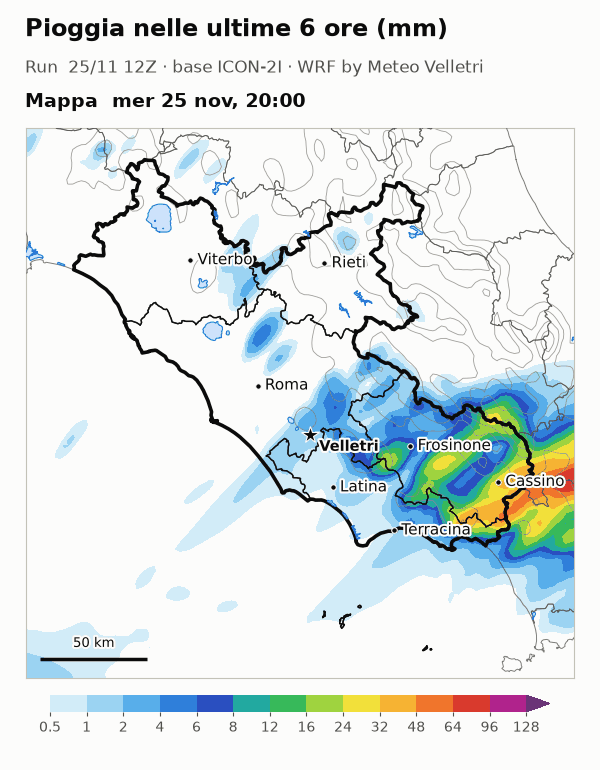 Pioggia nelle ultime 6 ore (mm)
Run  25/11 12Z · base ICON-2I · WRF by Meteo Velletri
Mappa  mer 25 nov, 20:00
Viterbo
Rieti
Roma
Velletri
Frosinone
Latina
Cassino
Terracina
50 km
0.5 1 2 4 6 8 12 16 24 32 48 64 96 128